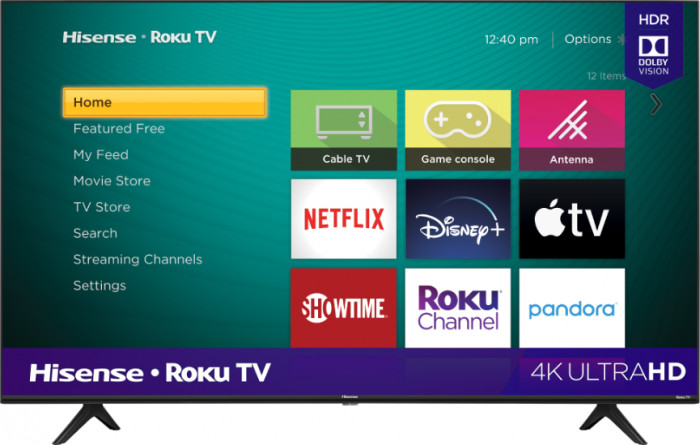 Hisense • Roku TV
12:40 pm | Options
HDR
DOLBY
VISION
12 Items
Home
Featured Free
My Feed
Movie Store
TV Store
Search
Streaming Channels
Settings
Cable TV
Game console
Antenna
NETFLIX
Disney+
tv
SHOWTIME
Roku
Channel
pandora
Hisense • Roku TV
4K ULTRAHD
Hisense
Roku TV